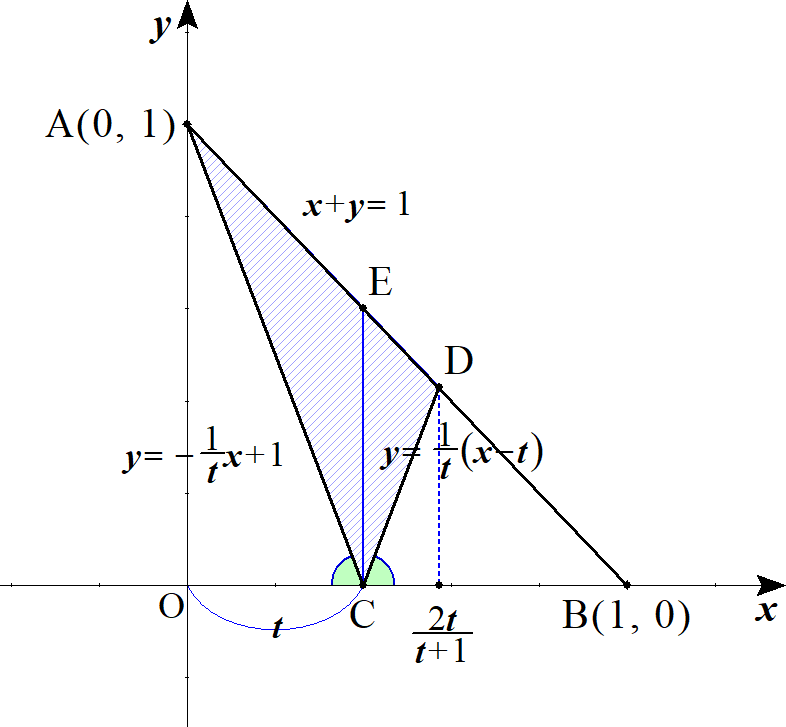 y
A(0, 1)
x+y= 1
E
D
y= −1/t x+1
y= 1/t (x−t)
O
t
C
2t/t+1
B(1, 0)
x